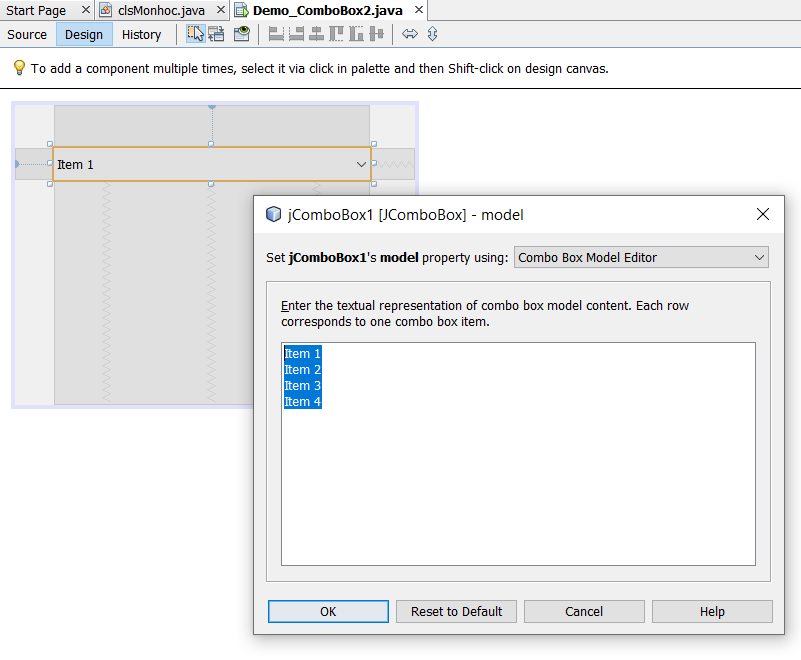 Start Page
clsMonhoc.java
Demo_ComboBox2.java
Source Design History
To add a component multiple times, select it via click in palette and then Shift-click on design canvas.
Item 1
jComboBox1 [JComboBox] - model
Set jComboBox1's model property using: Combo Box Model Editor
Enter the textual representation of combo box model content. Each row
corresponds to one combo box item.
Item 1
Item 2
Item 3
Item 4
OK Reset to Default Cancel Help